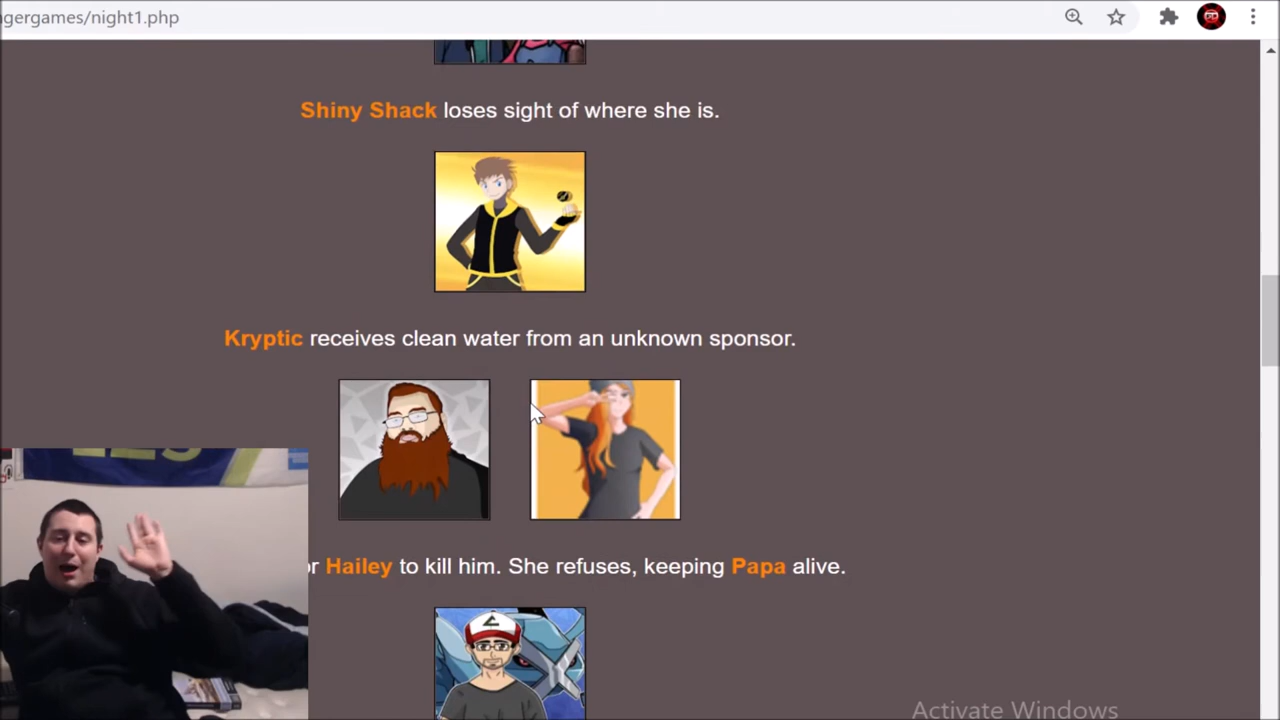 gergames/night1.php
Shiny Shack loses sight of where she is.
Kryptic receives clean water from an unknown sponsor.
or Hailey to kill him. She refuses, keeping Papa alive.
Activate Windows